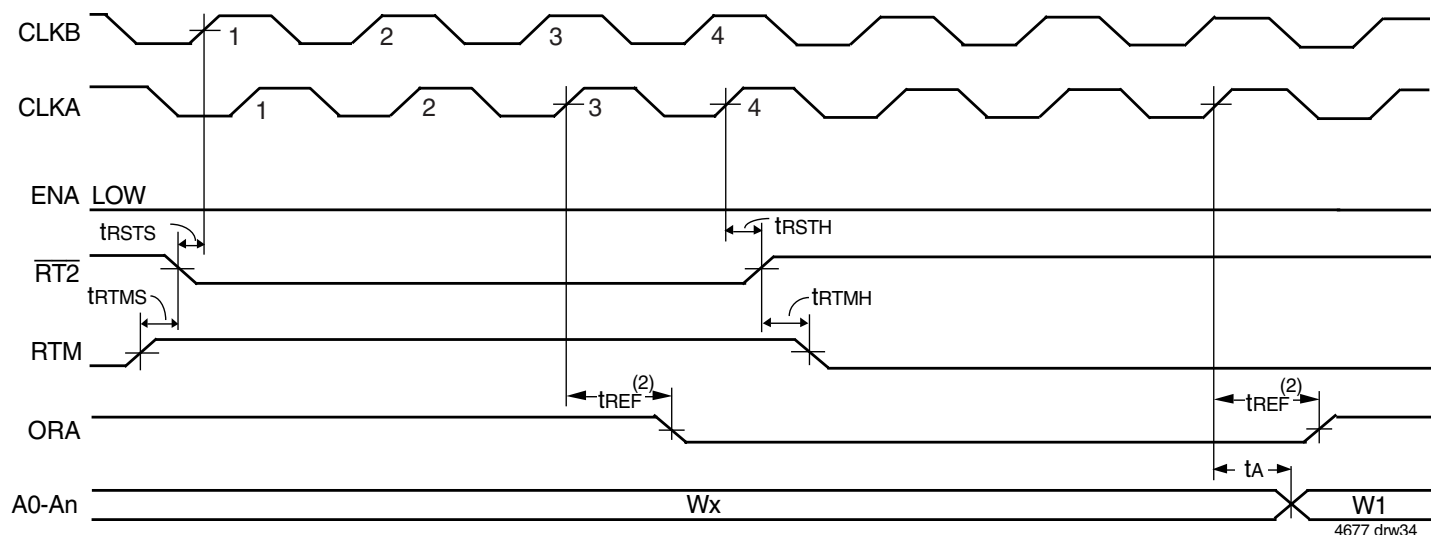 CLKB 1 2 3 4
CLKA 1 2 3 4
ENA LOW
tRSTS tRSTH
RT2
tRTMS tRTMH
RTM
tREF(2) tREF(2)
ORA
tA
A0-An Wx W1
4677 drw34